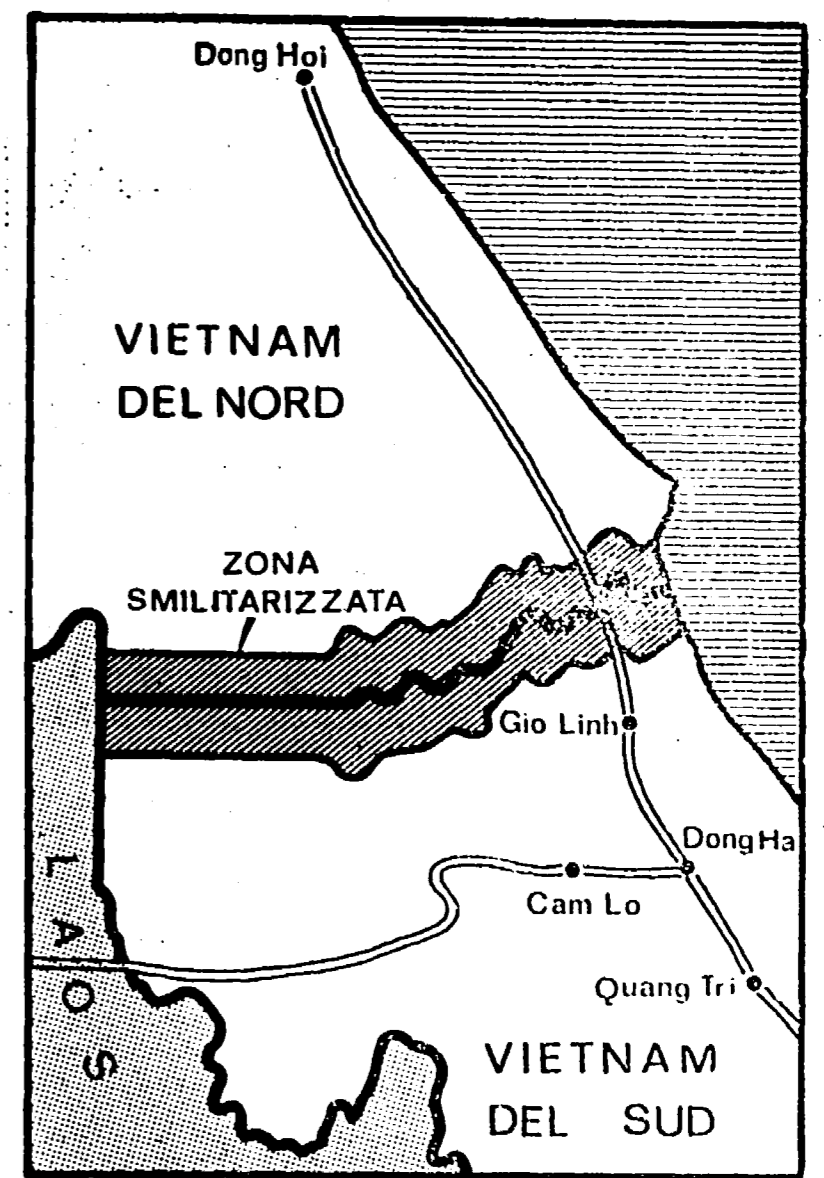 Dong Hoi
VIETNAM
DEL NORD
ZONA
SMILITARIZZATA
Gio Linh
Dong Ha
Cam Lo
LAOS
Quang Tri
VIETNAM
DEL SUD